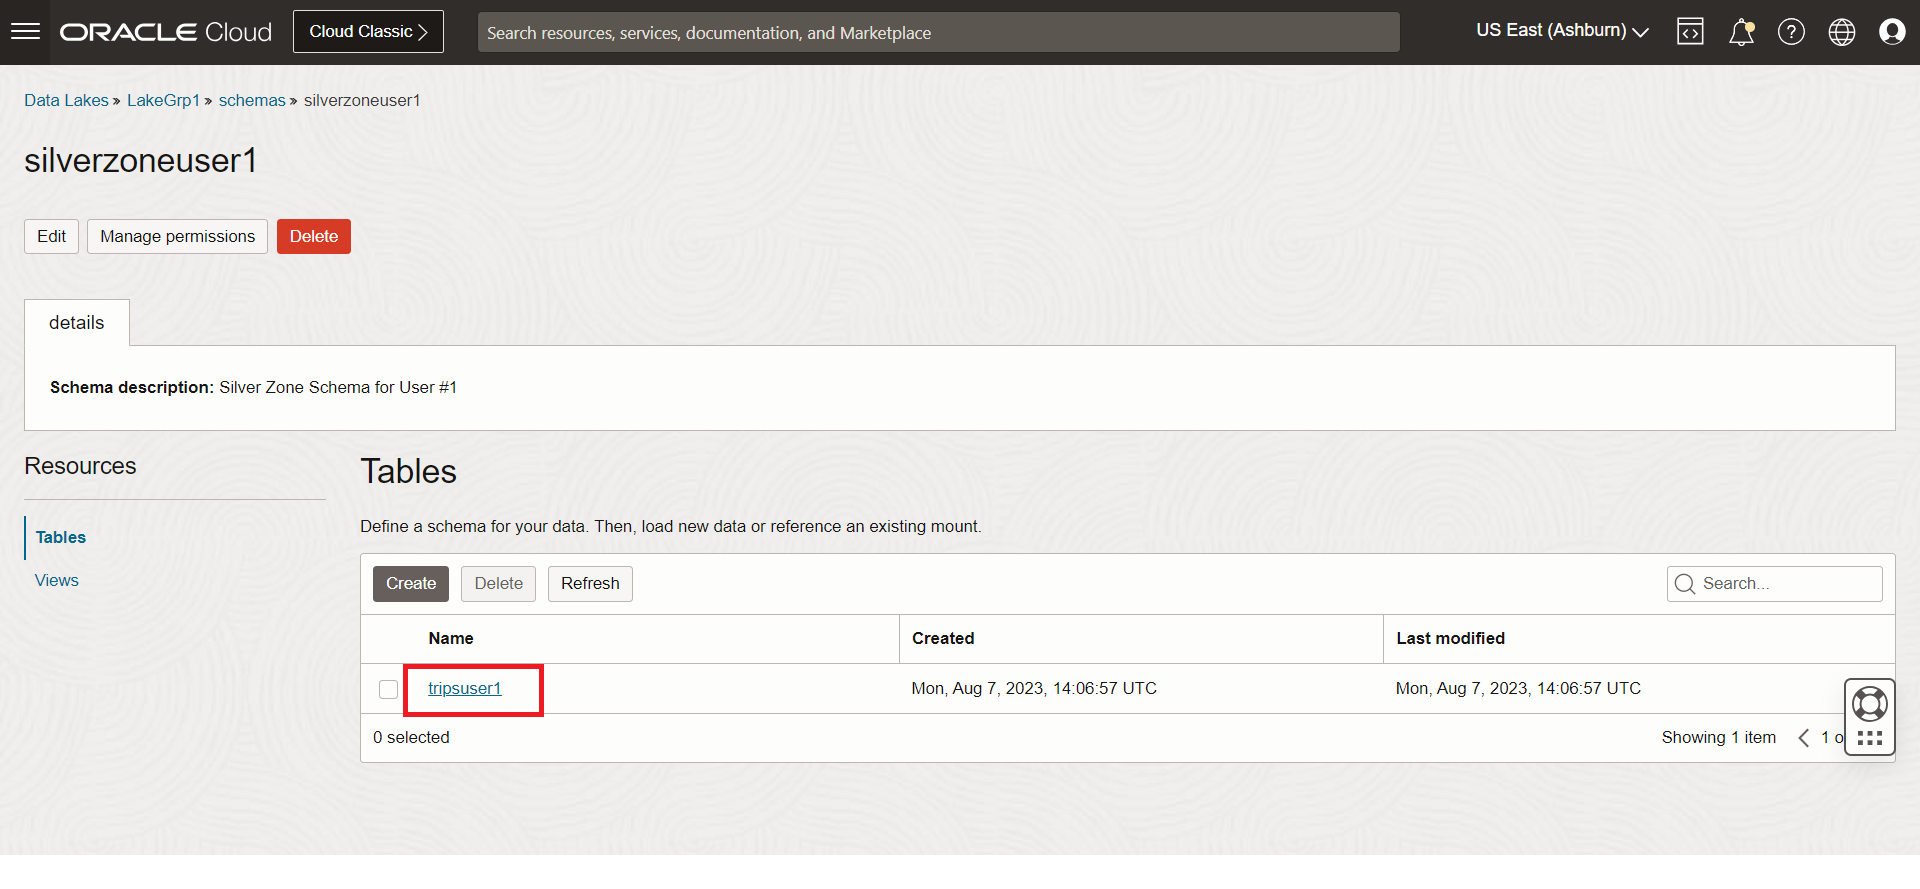 ORACLE Cloud Cloud Classic Search resources, services, documentation, and Marketplace US East (Ashburn)
Data Lakes » LakeGrp1 » schemas » silverzoneuser1
silverzoneuser1
Edit Manage permissions Delete
details
Schema description: Silver Zone Schema for User #1
Resources
Tables
Views
Tables
Define a schema for your data. Then, load new data or reference an existing mount.
Create Delete Refresh Search...
Name Created Last modified
tripsuser1 Mon, Aug 7, 2023, 14:06:57 UTC Mon, Aug 7, 2023, 14:06:57 UTC
0 selected Showing 1 item 1